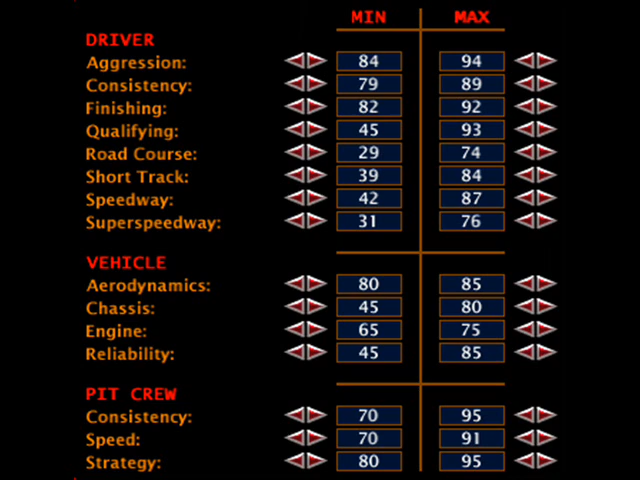 MIN MAX
DRIVER
Aggression: 84 94
Consistency: 79 89
Finishing: 82 92
Qualifying: 45 93
Road Course: 29 74
Short Track: 39 84
Speedway: 42 87
Superspeedway: 31 76
VEHICLE
Aerodynamics: 80 85
Chassis: 45 80
Engine: 65 75
Reliability: 45 85
PIT CREW
Consistency: 70 95
Speed: 70 91
Strategy: 80 95